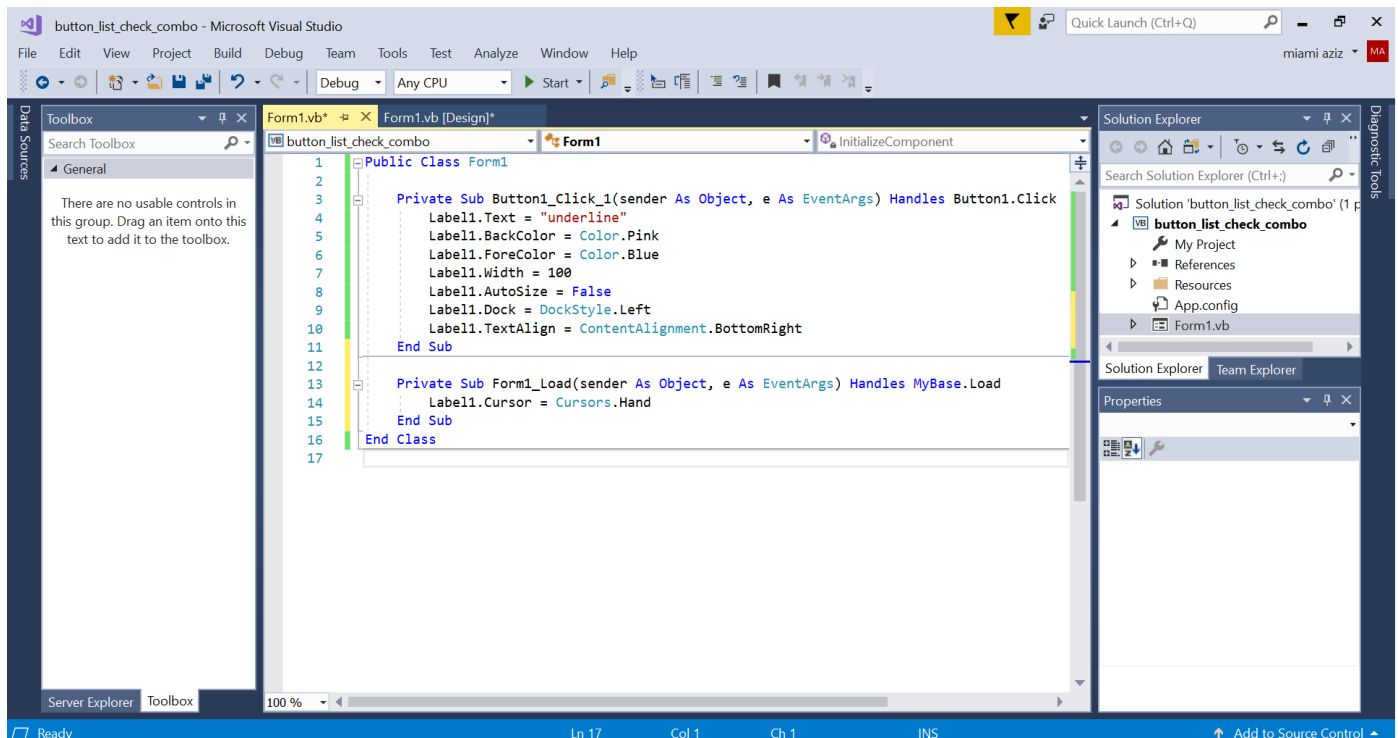 button_list_check_combo - Microsoft Visual Studio
Quick Launch (Ctrl+Q)
File Edit View Project Build Debug Team Tools Test Analyze Window Help
miami aziz MA
Debug Any CPU Start
Data Sources
Toolbox
Search Toolbox
General
There are no usable controls in
this group. Drag an item onto this
text to add it to the toolbox.
Server Explorer Toolbox
Form1.vb* Form1.vb [Design]*
VB button_list_check_combo Form1 InitializeComponent
1 Public Class Form1
2
3 Private Sub Button1_Click_1(sender As Object, e As EventArgs) Handles Button1.Click
4 Label1.Text = "underline"
5 Label1.BackColor = Color.Pink
6 Label1.ForeColor = Color.Blue
7 Label1.Width = 100
8 Label1.AutoSize = False
9 Label1.Dock = DockStyle.Left
10 Label1.TextAlign = ContentAlignment.BottomRight
11 End Sub
12
13 Private Sub Form1_Load(sender As Object, e As EventArgs) Handles MyBase.Load
14 Label1.Cursor = Cursors.Hand
15 End Sub
16 End Class
17
100 %
Solution Explorer
Search Solution Explorer (Ctrl+;)
Solution 'button_list_check_combo' (1 p
VB button_list_check_combo
My Project
References
Resources
App.config
Form1.vb
Solution Explorer Team Explorer
Properties
Diagnostic Tools
Ready Ln 17 Col 1 Ch 1 INS Add to Source Control